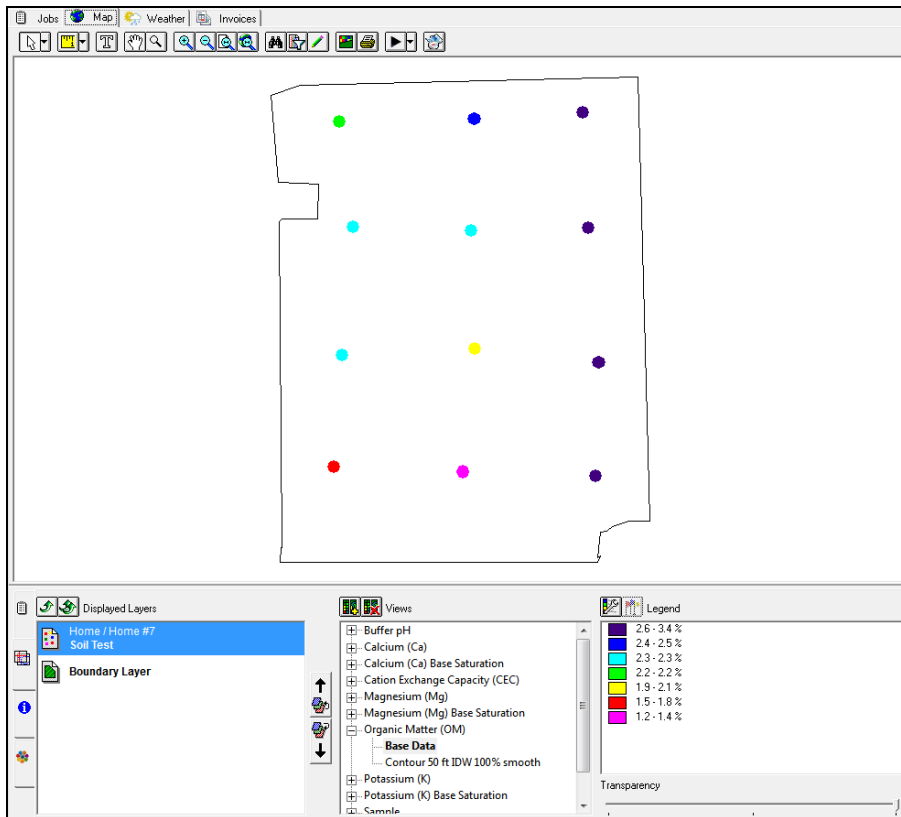 Jobs Map Weather Invoices
T
Displayed Layers
Home / Home #7
Soil Test
Boundary Layer
Views
Buffer pH
Calcium (Ca)
Calcium (Ca) Base Saturation
Cation Exchange Capacity (CEC)
Magnesium (Mg)
Magnesium (Mg) Base Saturation
Organic Matter (OM)
Base Data
Contour 50 ft IDW 100% smooth
Potassium (K)
Potassium (K) Base Saturation
Sample
Legend
2.6 - 3.4 %
2.4 - 2.5 %
2.3 - 2.3 %
2.2 - 2.2 %
1.9 - 2.1 %
1.5 - 1.8 %
1.2 - 1.4 %
Transparency